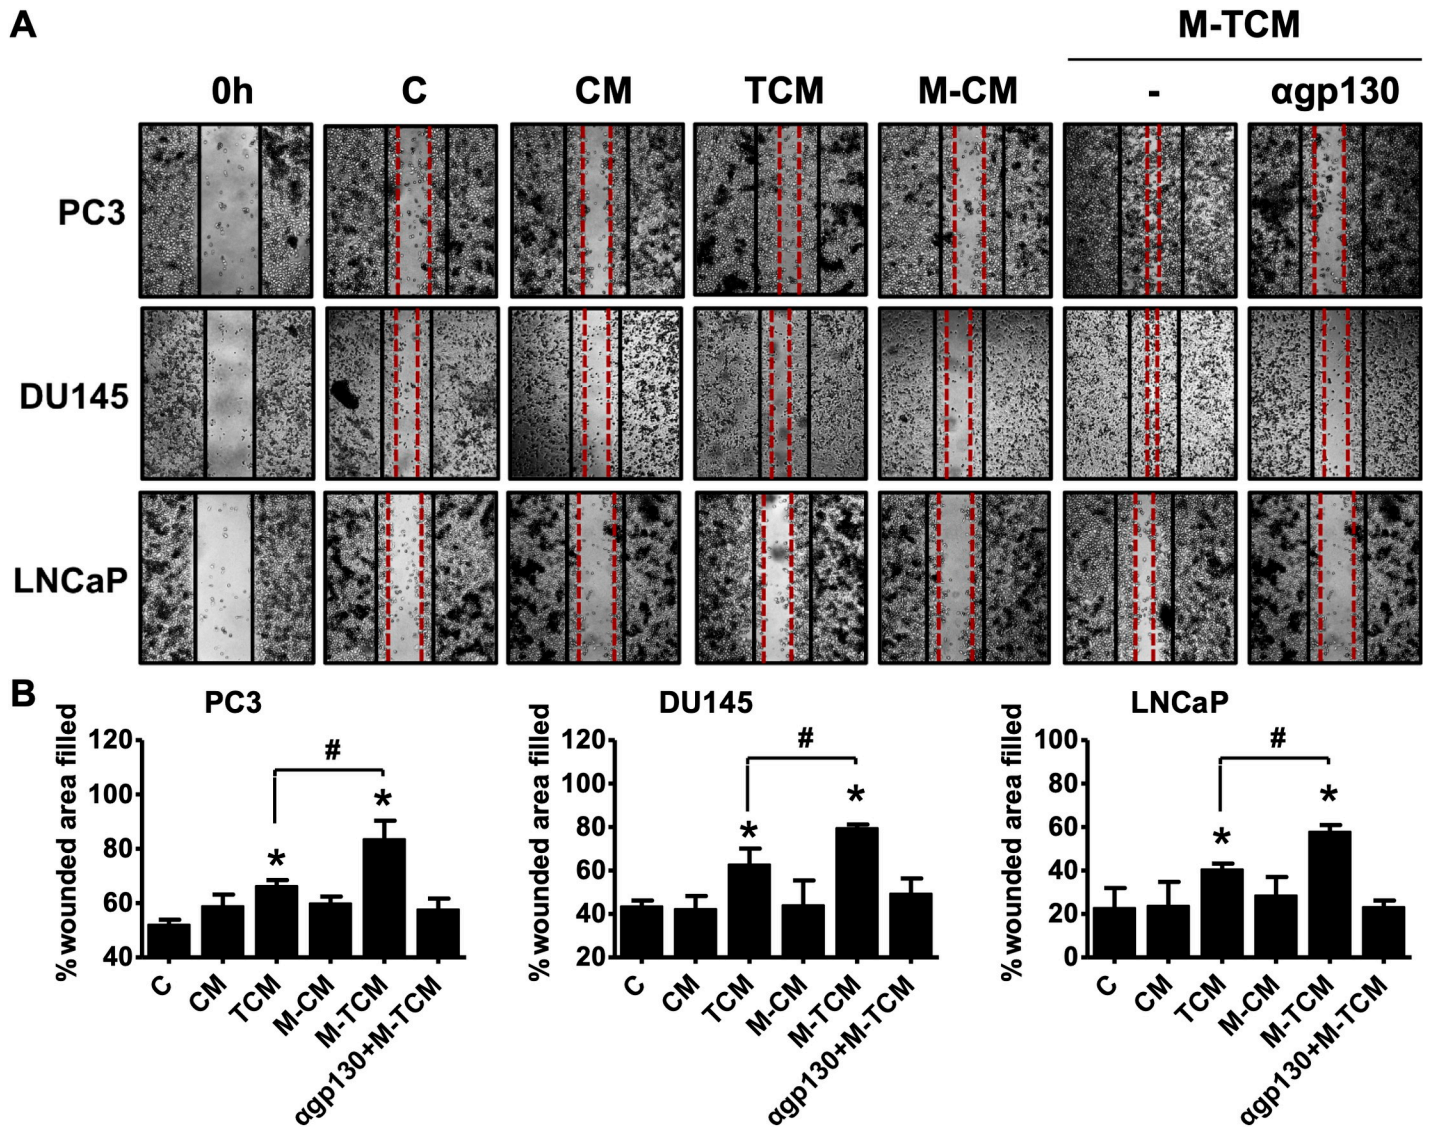 A
M-TCM
0h C CM TCM M-CM - αgp130
PC3
DU145
LNCaP
B
PC3
% wounded area filled
120
100
80
60
40
#
*
*
C CM TCM M-CM M-TCM αgp130+M-TCM
DU145
% wounded area filled
120
100
80
60
40
20
#
*
*
C CM TCM M-CM M-TCM αgp130+M-TCM
LNCaP
% wounded area filled
100
80
60
40
20
0
#
*
*
C CM TCM M-CM M-TCM αgp130+M-TCM